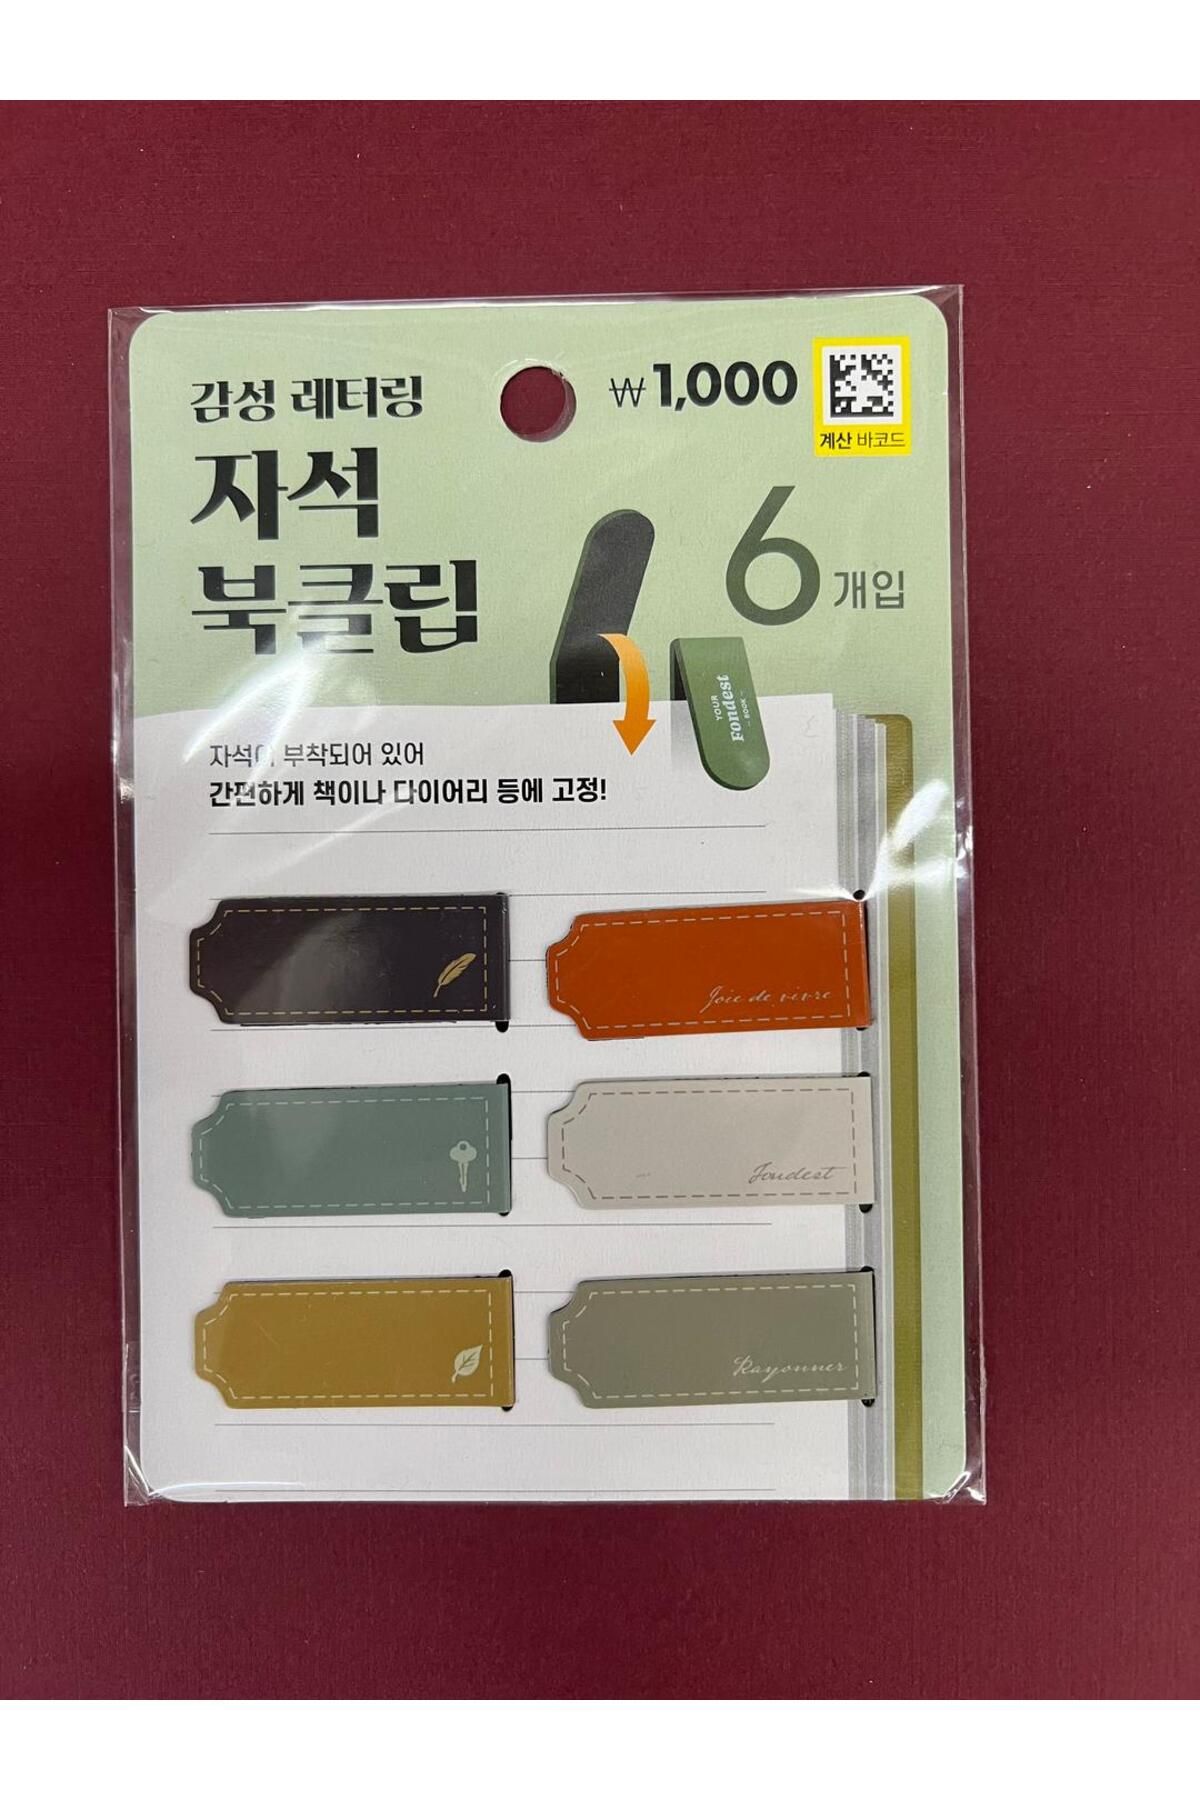 감성 레터링
자석
북클립
₩1,000
계산 바코드
6개입
YOUR
Fondest
BOOK
자석이 부착되어 있어
간편하게 책이나 다이어리 등에 고정!
Joie de vivre
Fondest
Rayonner